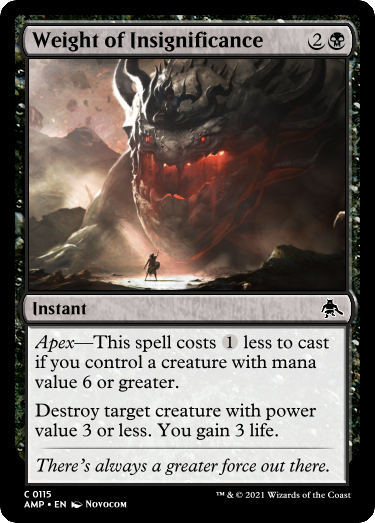 Weight of Insignificance 2
Instant
Apex—This spell costs 1 less to cast
if you control a creature with mana
value 6 or greater.
Destroy target creature with power
value 3 or less. You gain 3 life.
There's always a greater force out there.
C 0115
AMP • EN Novocom
™ & © 2021 Wizards of the Coast